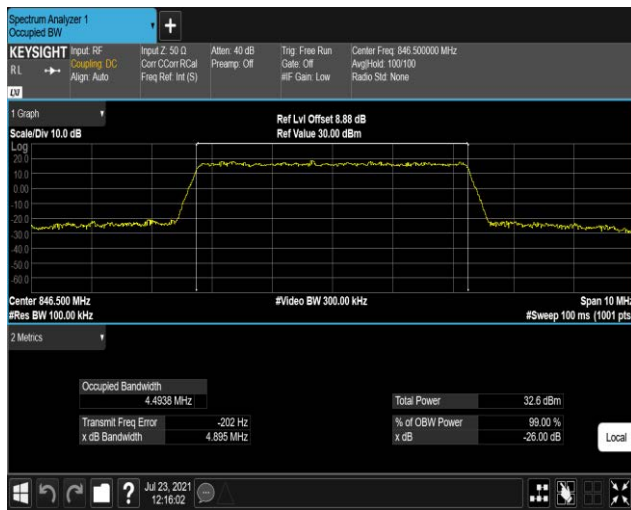 Spectrum Analyzer 1
Occupied BW
+
KEYSIGHT
RL
LXI
Input: RF
Coupling: DC
Align: Auto
Input Z: 50 Ω
Corr CCorr RCal
Freq Ref: Int (S)
Atten: 40 dB
Preamp: Off
Trig: Free Run
Gate: Off
#IF Gain: Low
Center Freq: 846.500000 MHz
Avg|Hold: 100/100
Radio Std: None
1 Graph
Scale/Div 10.0 dB
Ref Lvl Offset 8.88 dB
Ref Value 30.00 dBm
Log
20.0
10.0
0.00
-10.0
-20.0
-30.0
-40.0
-50.0
-60.0
Center 846.500 MHz
#Res BW 100.00 kHz
#Video BW 300.00 kHz
Span 10 MHz
#Sweep 100 ms (1001 pts
2 Metrics
Occupied Bandwidth
4.4938 MHz
Transmit Freq Error -202 Hz
x dB Bandwidth 4.895 MHz
Total Power 32.6 dBm
% of OBW Power 99.00 %
x dB -26.00 dB
Local
?
Jul 23, 2021
12:16:02